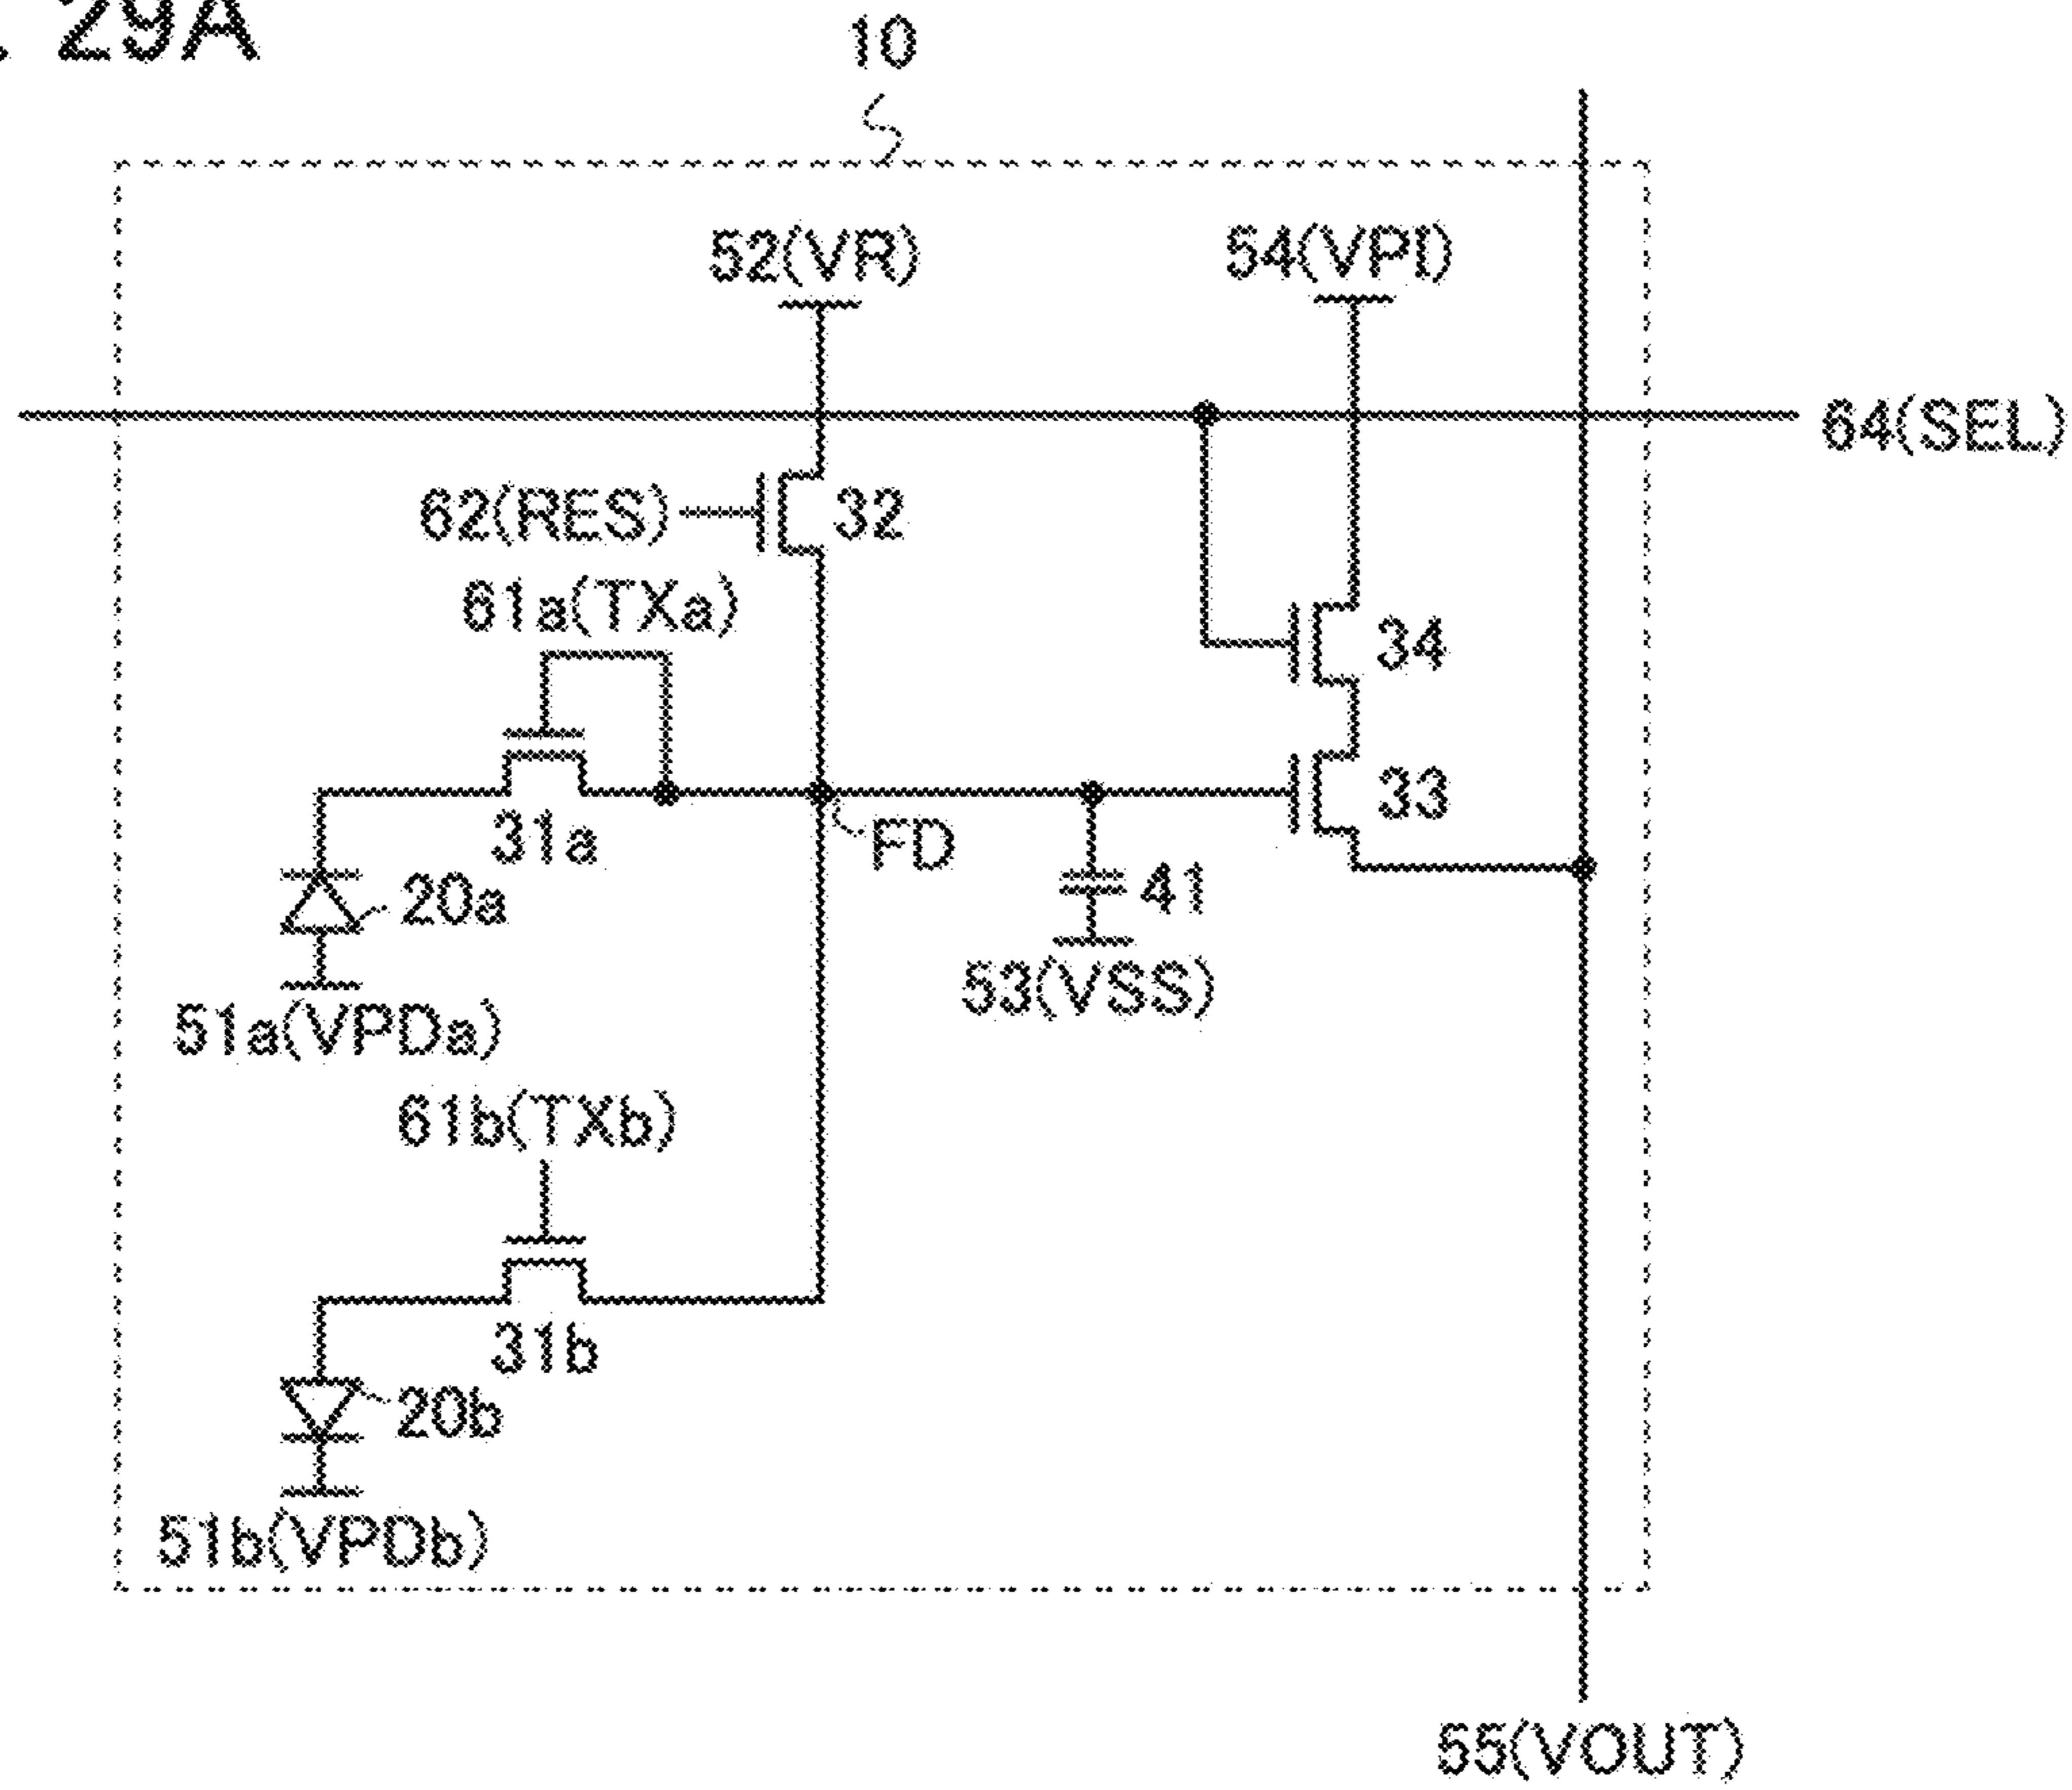 29A
10
52(VR)
54(VPI)
64(SEL)
62(RES)
32
61a(TXa)
34
33
31a
FD
20a
41
53(VSS)
51a(VPDa)
61b(TXb)
31b
20b
51b(VPDb)
65(VOUT)